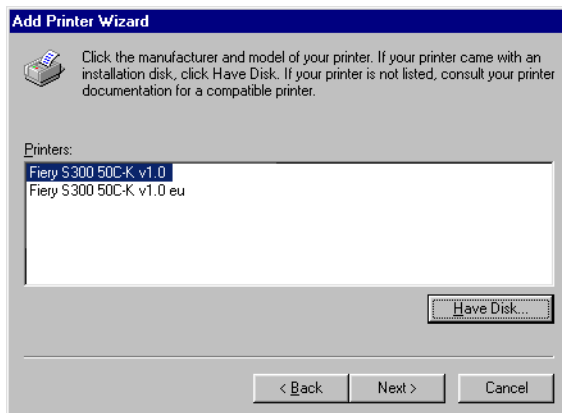 Add Printer Wizard
Click the manufacturer and model of your printer. If your printer came with an
installation disk, click Have Disk. If your printer is not listed, consult your printer
documentation for a compatible printer.
Printers:
Fiery S300 50C-K v1.0
Fiery S300 50C-K v1.0 eu
Have Disk...
< Back Next > Cancel